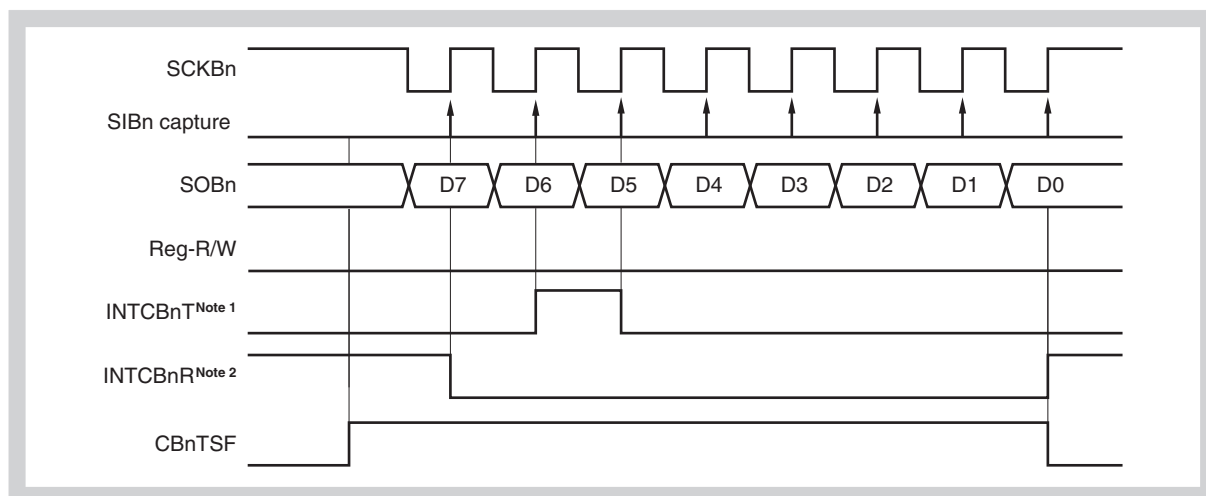 SCKBn
SIBn capture
SOBn D7 D6 D5 D4 D3 D2 D1 D0
Reg-R/W
INTCBnT Note 1
INTCBnR Note 2
CBnTSF